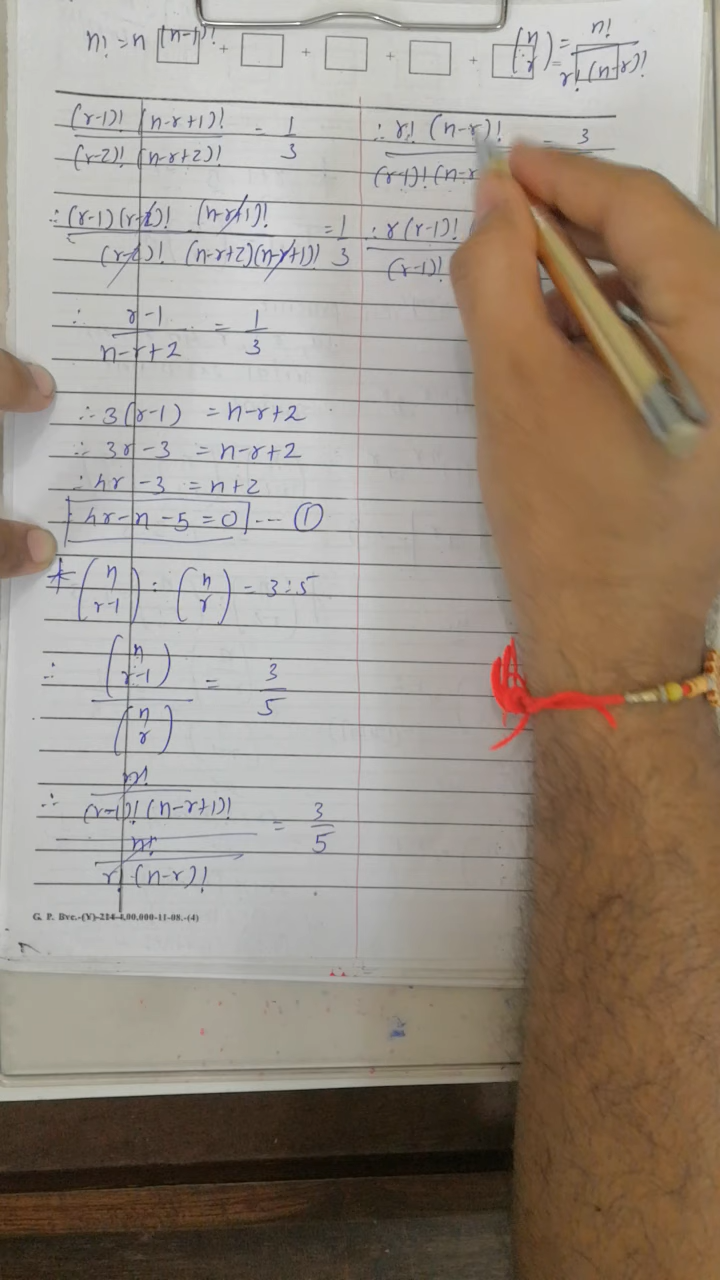 n! = n (n-1)! + + + + (n r) = n! / r! (n-r)!
(r-1)! (n-r+1)! / (r-2)! (n-r+2)! = 1/3
∴ (r-1)(r-2)! (n-r+1)! / (r-2)! (n-r+2)(n-r+1)! = 1/3
∴ r-1 / n-r+2 = 1/3
∴ 3(r-1) = n-r+2
∴ 3r-3 = n-r+2
∴ 4r-3 = n+2
4r-n-5 = 0 --- ①
* (n r-1) : (n r) = 3:5
∴ (n r-1) / (n r) = 3/5
∴ n! / (r-1)! (n-r+1)! / n! / r! (n-r)! = 3/5
G. P. Bvc.-(V)-214-4,00,000-11-08.-(4)
∴ r! (n-r)! / (r-1)! (n-r = 3
∴ r(r-1)! / (r-1)!